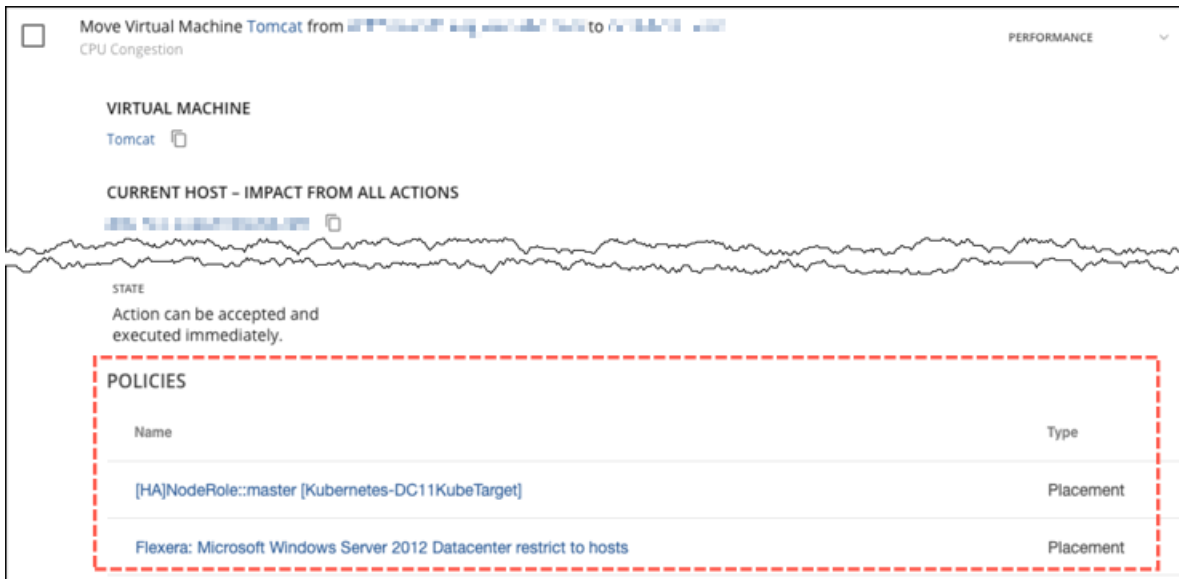 Move Virtual Machine Tomcat from to
PERFORMANCE
CPU Congestion
VIRTUAL MACHINE
Tomcat
CURRENT HOST – IMPACT FROM ALL ACTIONS
STATE
Action can be accepted and
executed immediately.
POLICIES
Name Type
[HA]NodeRole::master [Kubernetes-DC11KubeTarget] Placement
Flexera: Microsoft Windows Server 2012 Datacenter restrict to hosts Placement